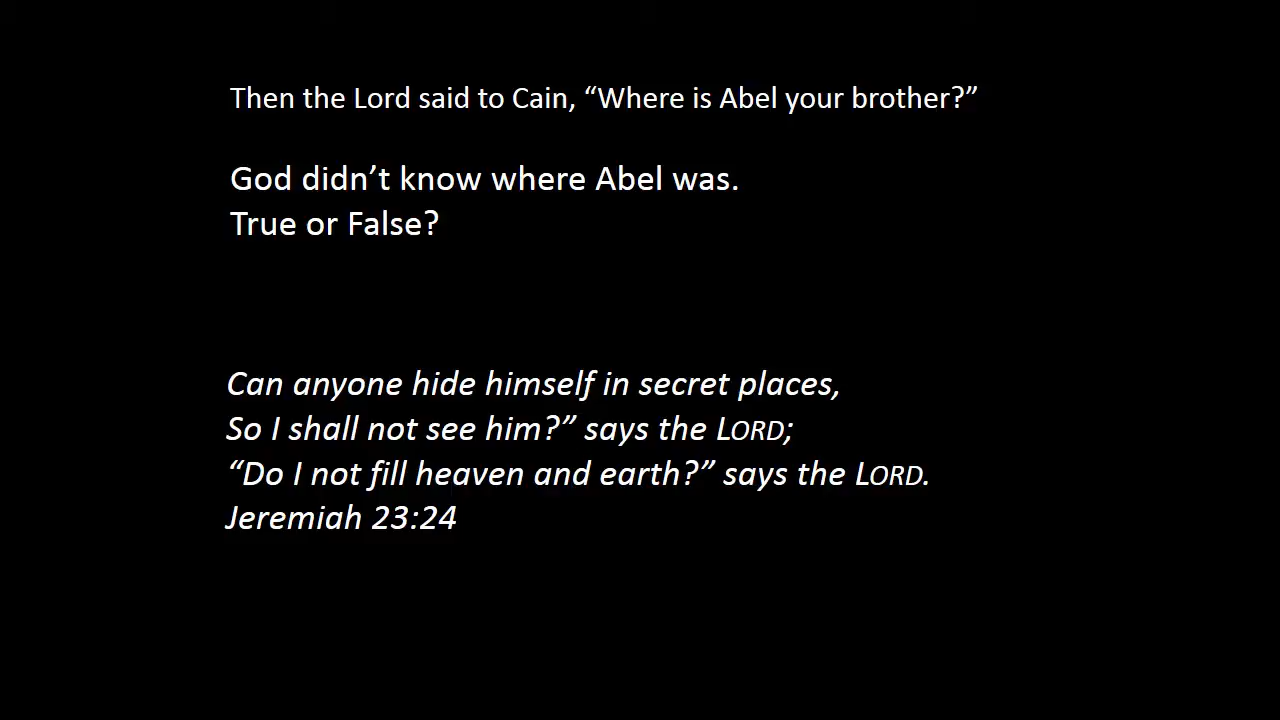 Then the Lord said to Cain, “Where is Abel your brother?”
God didn’t know where Abel was.
True or False?
Can anyone hide himself in secret places,
So I shall not see him?” says the LORD;
“Do I not fill heaven and earth?” says the LORD.
Jeremiah 23:24